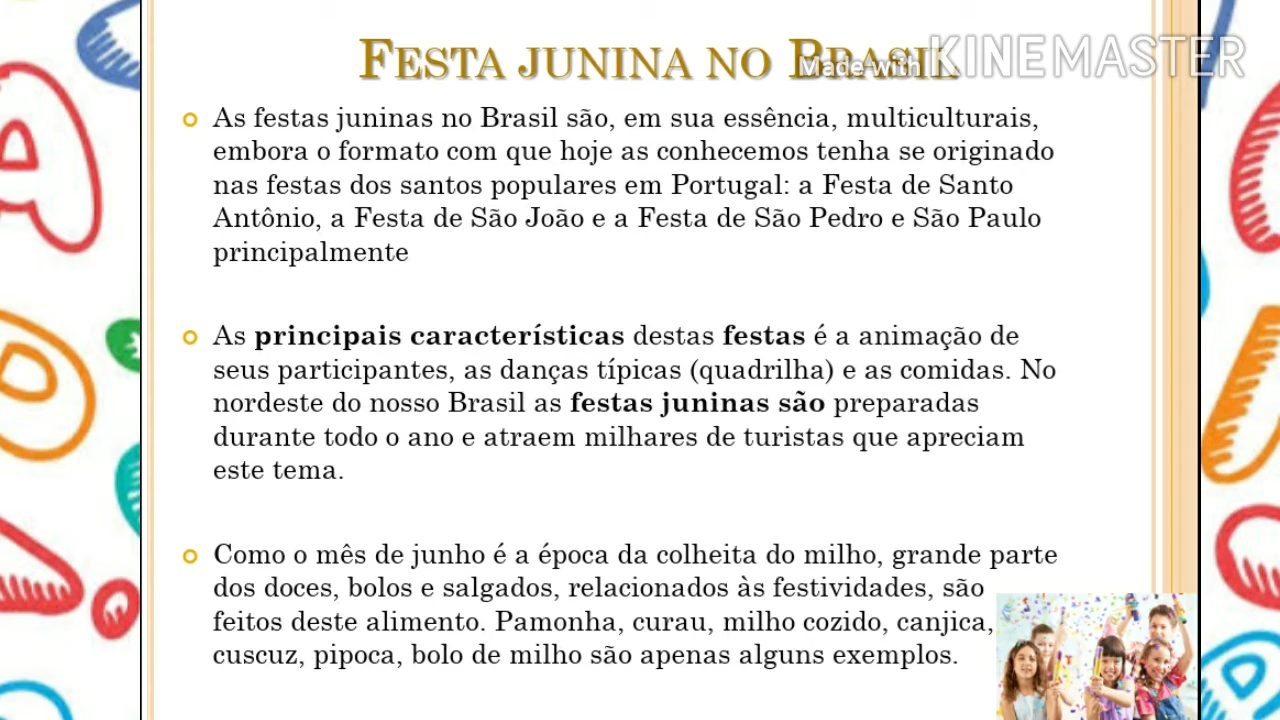 FESTA JUNINA NO BRASIL
Made with KINEMASTER
As festas juninas no Brasil são, em sua essência, multiculturais,
embora o formato com que hoje as conhecemos tenha se originado
nas festas dos santos populares em Portugal: a Festa de Santo
Antônio, a Festa de São João e a Festa de São Pedro e São Paulo
principalmente
As principais características destas festas é a animação de
seus participantes, as danças típicas (quadrilha) e as comidas. No
nordeste do nosso Brasil as festas juninas são preparadas
durante todo o ano e atraem milhares de turistas que apreciam
este tema.
Como o mês de junho é a época da colheita do milho, grande parte
dos doces, bolos e salgados, relacionados às festividades, são
feitos deste alimento. Pamonha, curau, milho cozido, canjica,
cuscuz, pipoca, bolo de milho são apenas alguns exemplos.